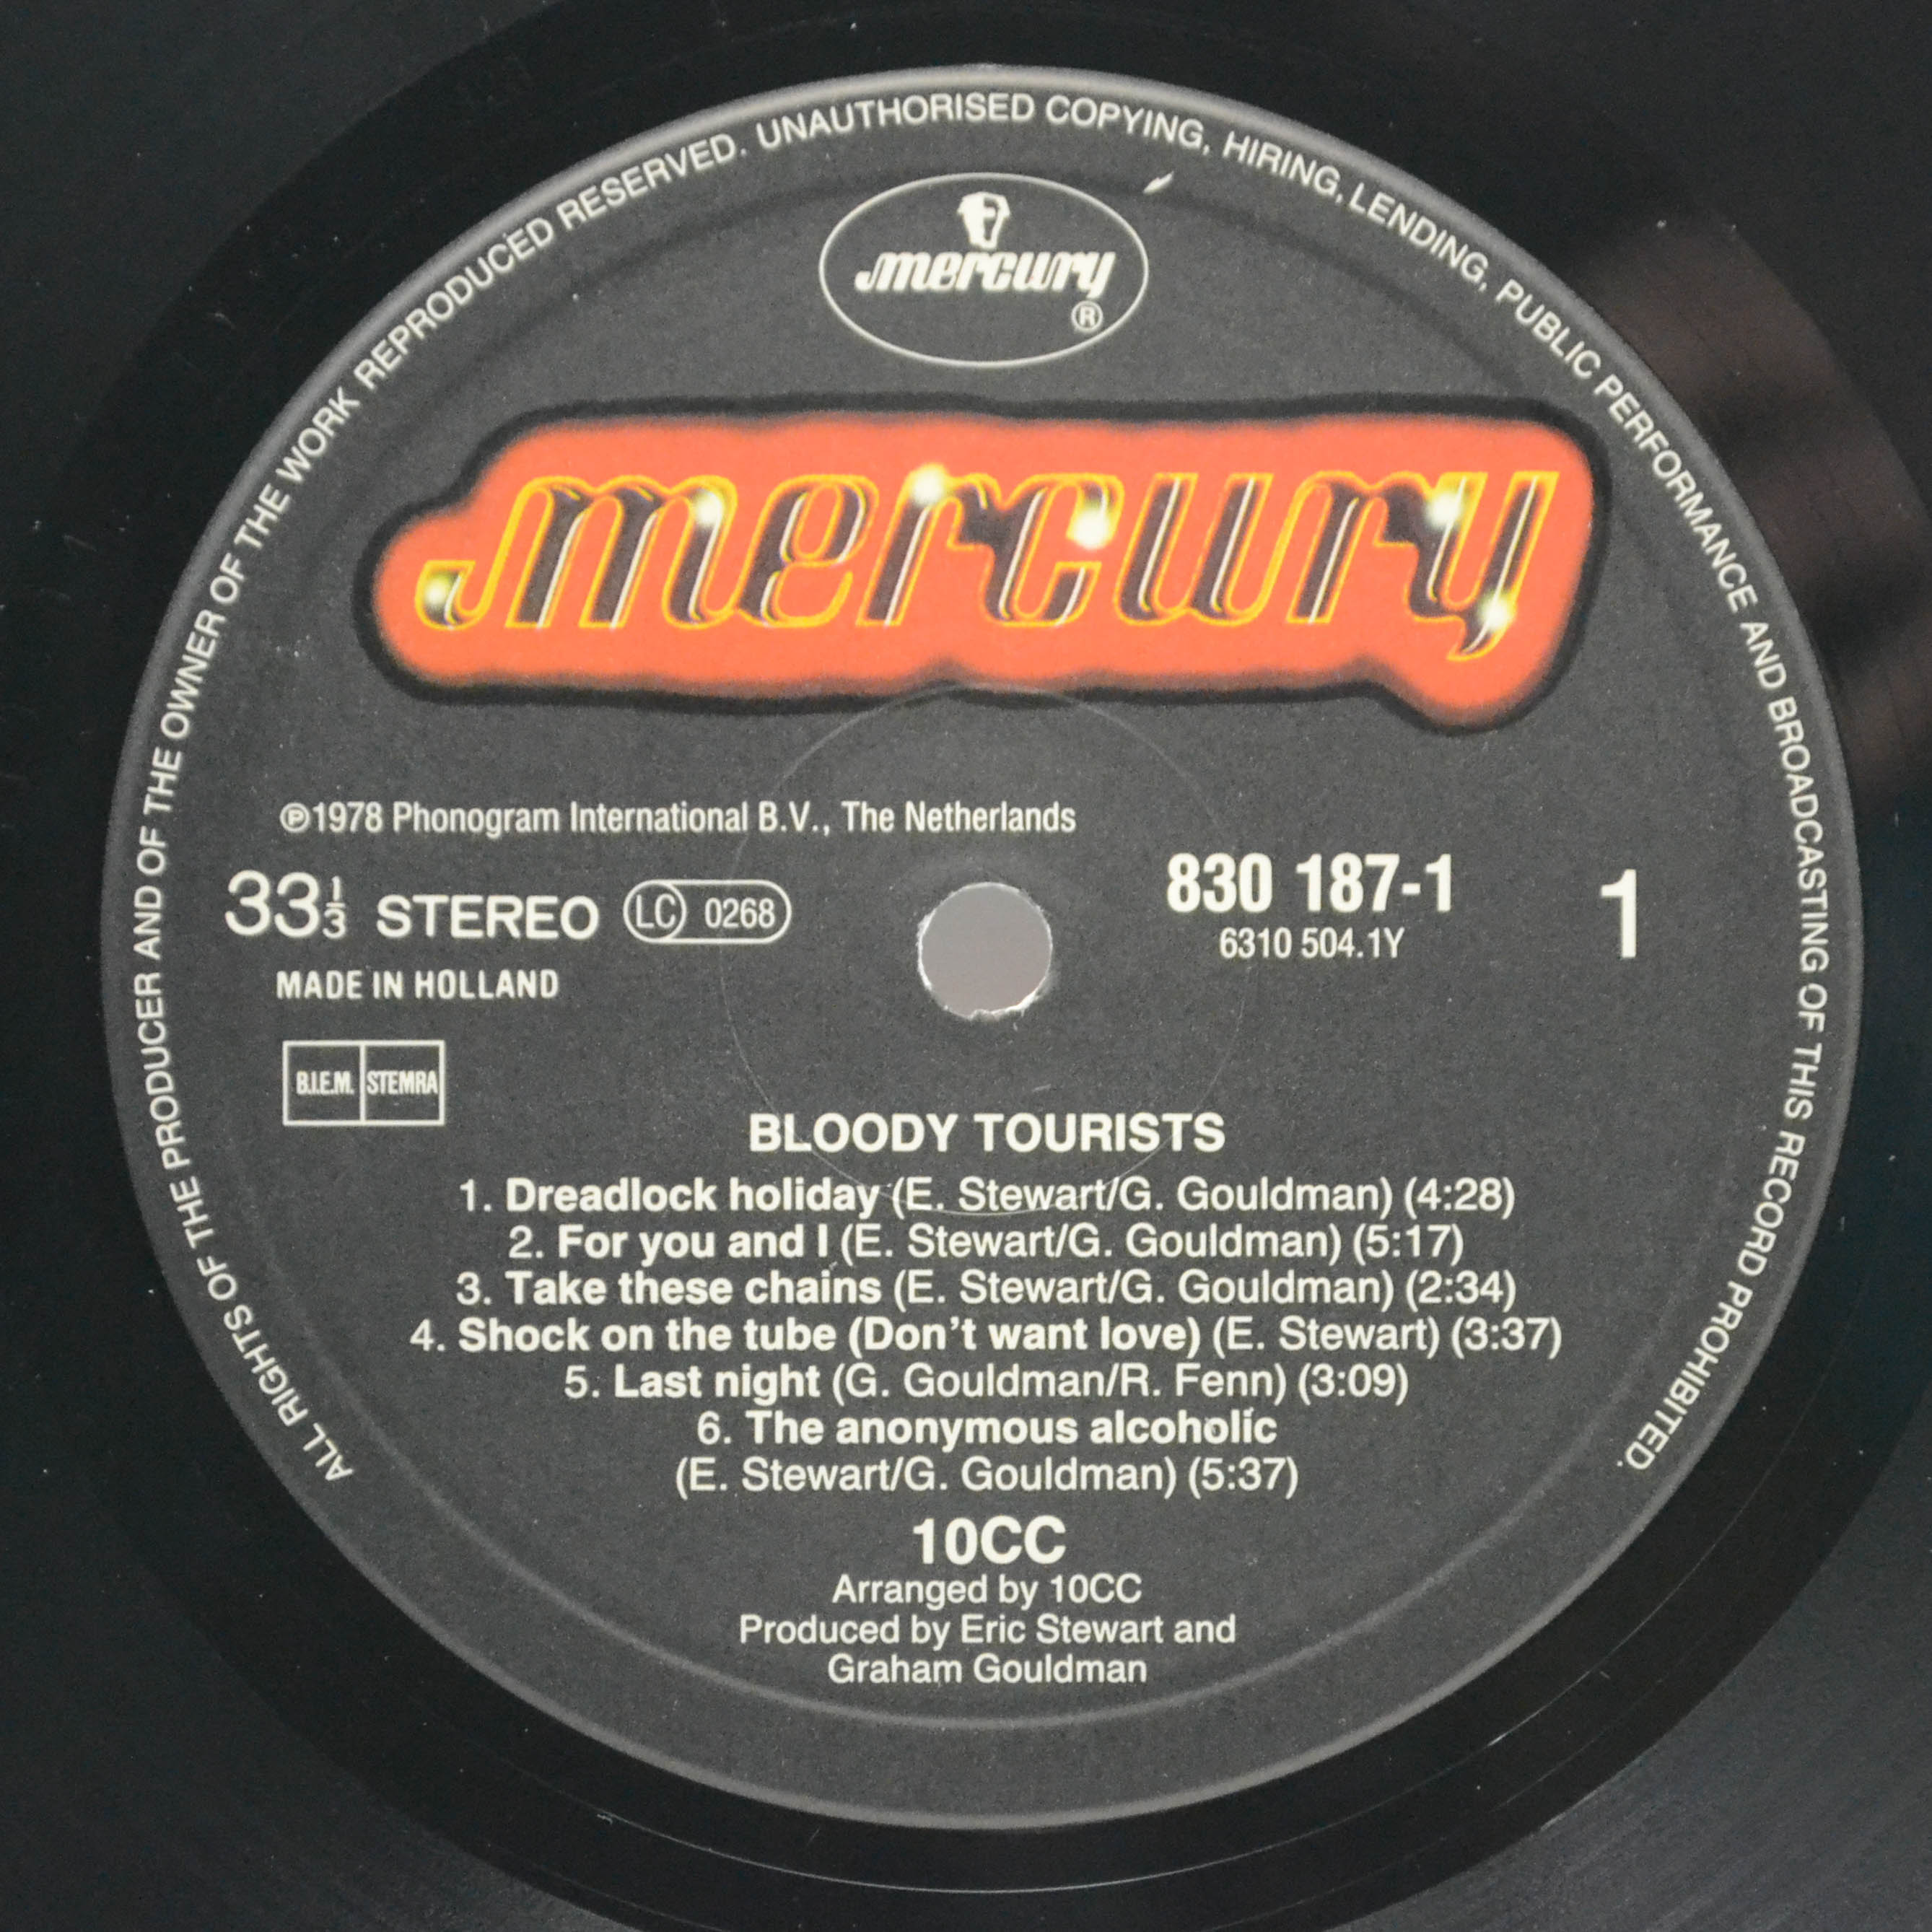 ALL RIGHTS OF THE PRODUCER AND OF THE OWNER OF THE WORK REPRODUCED RESERVED. UNAUTHORISED COPYING, HIRING, LENDING, PUBLIC PERFORMANCE AND BROADCASTING OF THIS RECORD PROHIBITED.
mercury
®
mercury
℗1978 Phonogram International B.V., The Netherlands
33⅓ STEREO LC 0268
830 187-1
1
6310 504.1Y
MADE IN HOLLAND
B.I.E.M. STEMRA
BLOODY TOURISTS
1. Dreadlock holiday (E. Stewart/G. Gouldman) (4:28)
2. For you and I (E. Stewart/G. Gouldman) (5:17)
3. Take these chains (E. Stewart/G. Gouldman) (2:34)
4. Shock on the tube (Don't want love) (E. Stewart) (3:37)
5. Last night (G. Gouldman/R. Fenn) (3:09)
6. The anonymous alcoholic
(E. Stewart/G. Gouldman) (5:37)
10CC
Arranged by 10CC
Produced by Eric Stewart and
Graham Gouldman